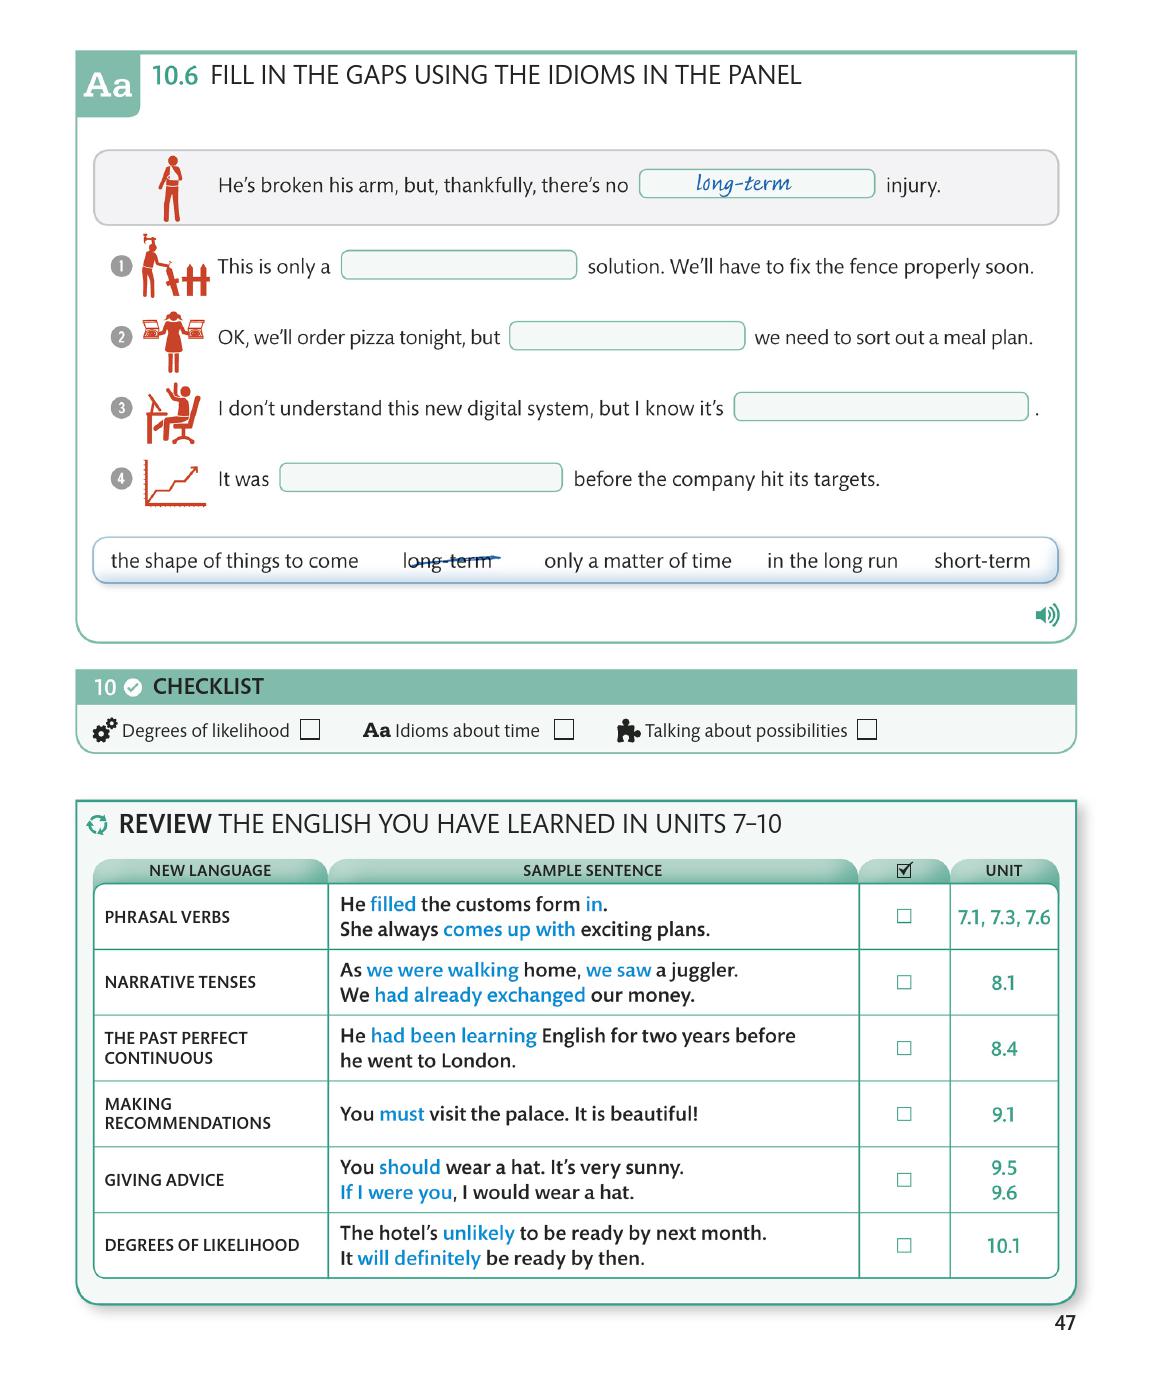 Aa 10.6 FILL IN THE GAPS USING THE IDIOMS IN THE PANEL
He's broken his arm, but, thankfully, there's no long-term injury.
1 This is only a solution. We'll have to fix the fence properly soon.
2 OK, we'll order pizza tonight, but we need to sort out a meal plan.
3 I don't understand this new digital system, but I know it's .
4 It was before the company hit its targets.
the shape of things to come long-term only a matter of time in the long run short-term
10 CHECKLIST
Degrees of likelihood Aa Idioms about time Talking about possibilities
REVIEW THE ENGLISH YOU HAVE LEARNED IN UNITS 7–10
NEW LANGUAGE SAMPLE SENTENCE UNIT
PHRASAL VERBS
He filled the customs form in.
She always comes up with exciting plans.
7.1, 7.3, 7.6
NARRATIVE TENSES
As we were walking home, we saw a juggler.
We had already exchanged our money.
8.1
THE PAST PERFECT
CONTINUOUS
He had been learning English for two years before
he went to London.
8.4
MAKING
RECOMMENDATIONS
You must visit the palace. It is beautiful!
9.1
GIVING ADVICE
You should wear a hat. It's very sunny.
If I were you, I would wear a hat.
9.5
9.6
DEGREES OF LIKELIHOOD
The hotel's unlikely to be ready by next month.
It will definitely be ready by then.
10.1
47